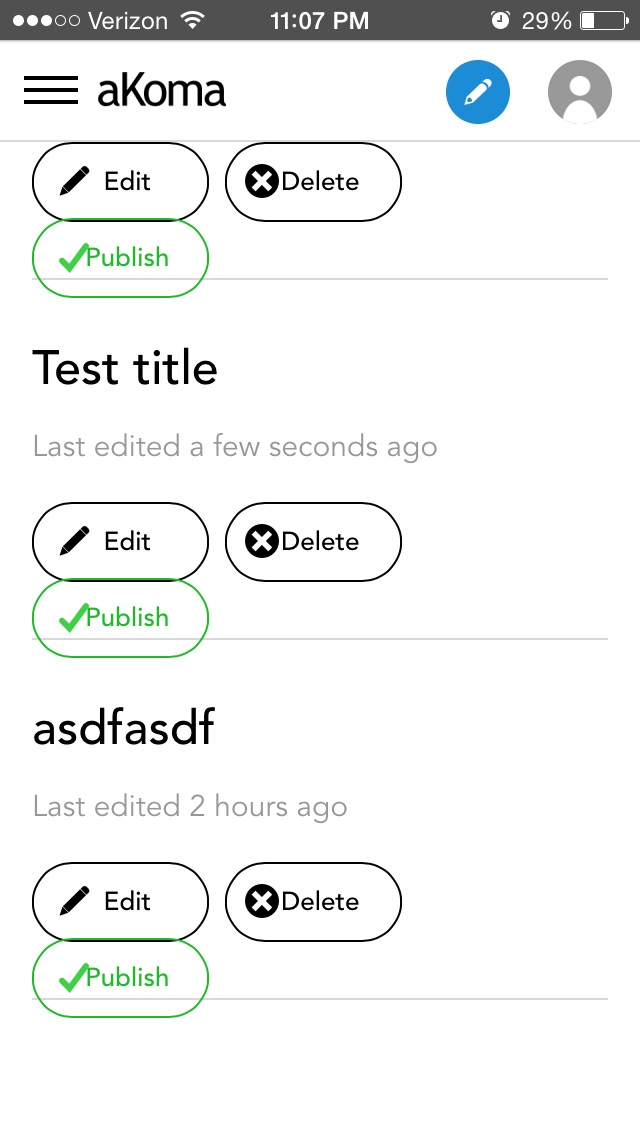 Verizon 11:07 PM 29%
aKoma
Edit Delete
Publish
Test title
Last edited a few seconds ago
Edit Delete
Publish
asdfasdf
Last edited 2 hours ago
Edit Delete
Publish